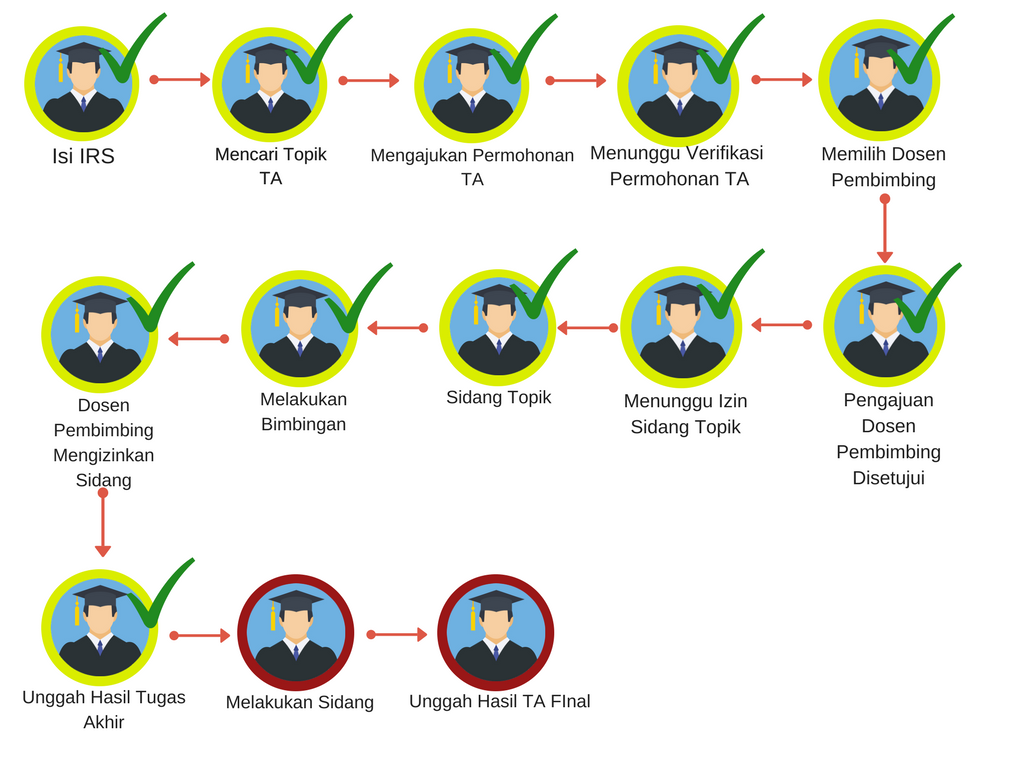 Isi IRS
Mencari Topik
TA
Mengajukan Permohonan
TA
Menunggu Verifikasi
Permohonan TA
Memilih Dosen
Pembimbing
Pengajuan
Dosen
Pembimbing
Disetujui
Menunggu Izin
Sidang Topik
Sidang Topik
Melakukan
Bimbingan
Dosen
Pembimbing
Mengizinkan
Sidang
Unggah Hasil Tugas
Akhir
Melakukan Sidang
Unggah Hasil TA FInal